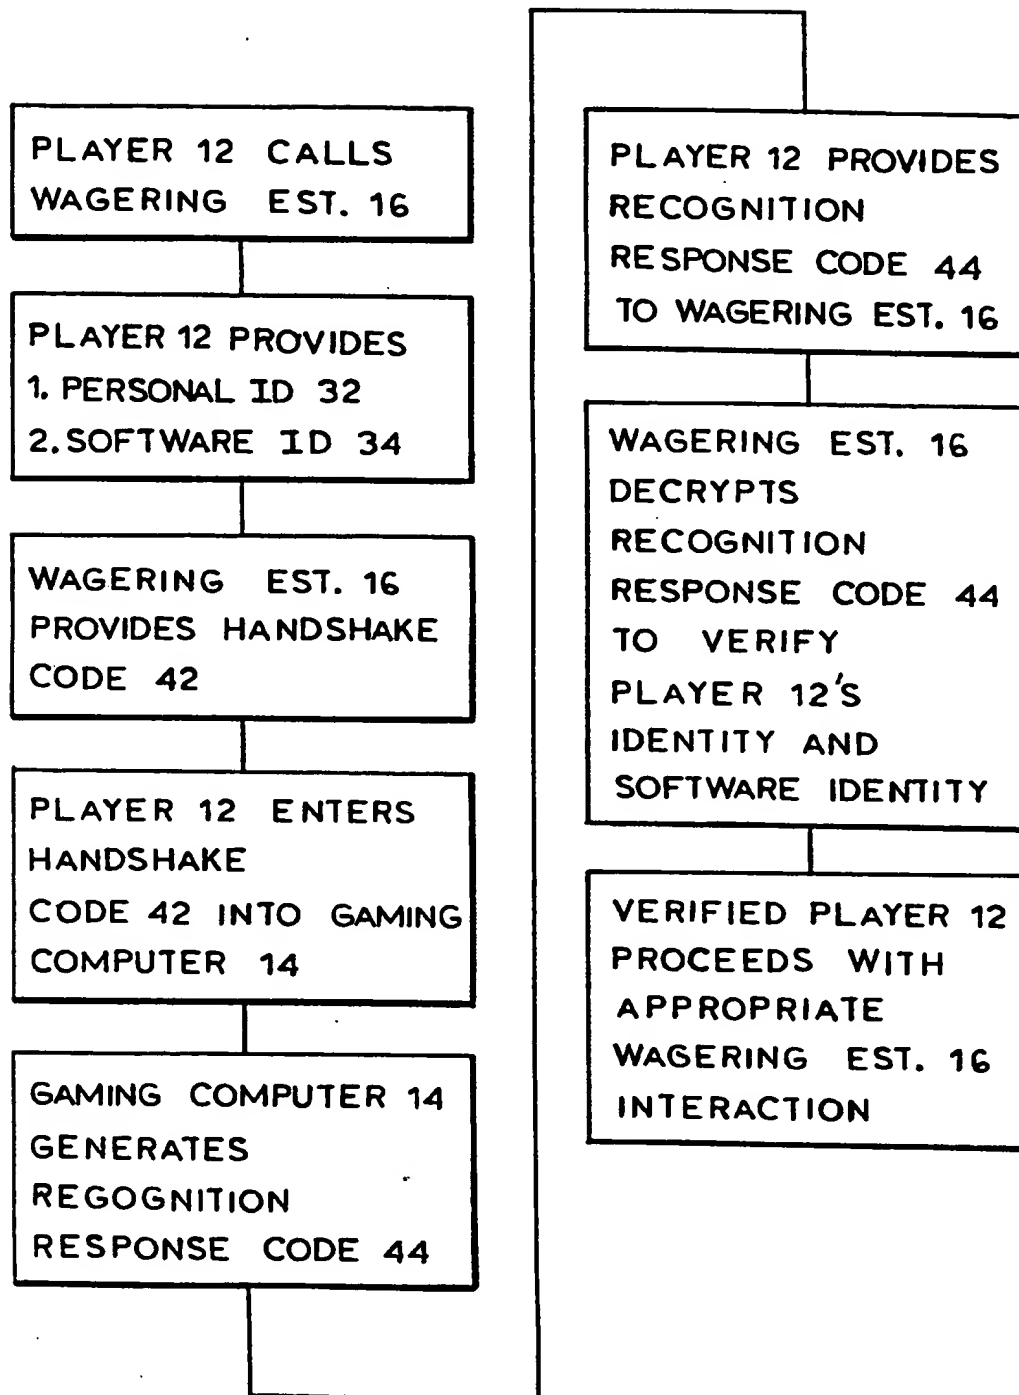 PLAYER 12 CALLS
WAGERING EST. 16
PLAYER 12 PROVIDES
1. PERSONAL ID 32
2. SOFTWARE ID 34
WAGERING EST. 16
PROVIDES HANDSHAKE
CODE 42
PLAYER 12 ENTERS
HANDSHAKE
CODE 42 INTO GAMING
COMPUTER 14
GAMING COMPUTER 14
GENERATES
REGOGNITION
RESPONSE CODE 44
PLAYER 12 PROVIDES
RECOGNITION
RESPONSE CODE 44
TO WAGERING EST. 16
WAGERING EST. 16
DECRYPTS
RECOGNITION
RESPONSE CODE 44
TO VERIFY
PLAYER 12'S
IDENTITY AND
SOFTWARE IDENTITY
VERIFIED PLAYER 12
PROCEEDS WITH
APPROPRIATE
WAGERING EST. 16
INTERACTION